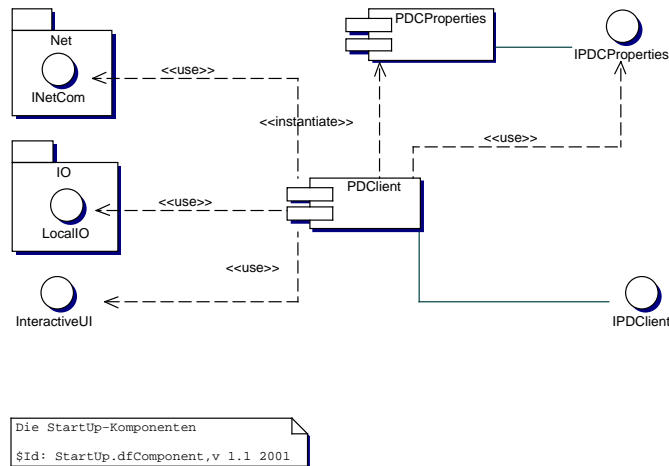 PDCProperties
Net
IPDCProperties
<<use>>
INetCom
<<instantiate>>
<<use>>
IO
PDClient
<<use>>
LocalIO
<<use>>
InteractiveUI
IPDClient
Die StartUp-Komponenten
$Id: StartUp.dfComponent,v 1.1 2001